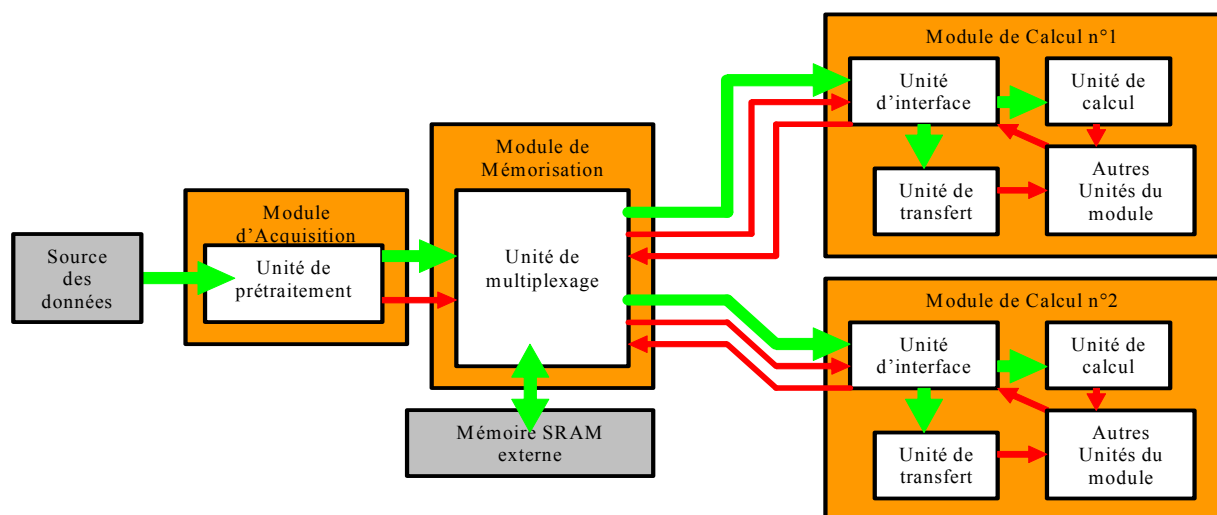 Source
des
données
Module
d'Acquisition
Unité de
prétraitement
Module de
Mémorisation
Unité de
multiplexage
Mémoire SRAM
externe
Module de Calcul n°1
Unité
d'interface
Unité de
calcul
Unité de
transfert
Autres
Unités du
module
Module de Calcul n°2
Unité
d'interface
Unité de
calcul
Unité de
transfert
Autres
Unités du
module